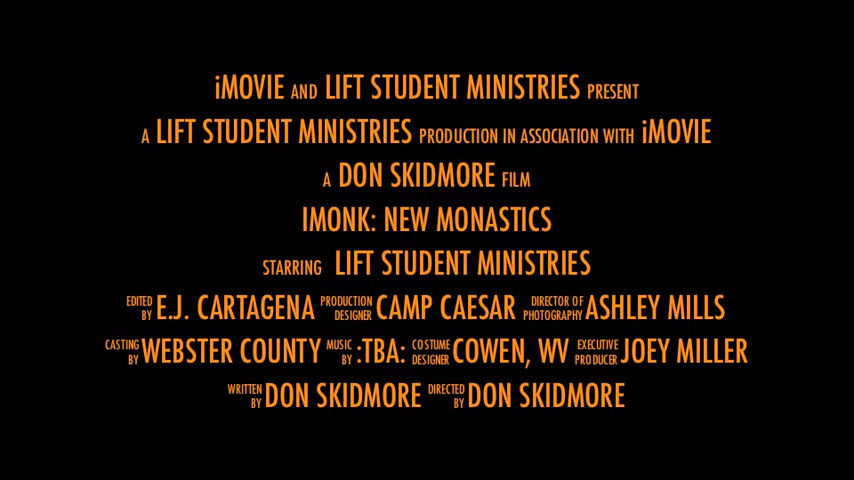 iMOVIE AND LIFT STUDENT MINISTRIES PRESENT
A LIFT STUDENT MINISTRIES PRODUCTION IN ASSOCIATION WITH iMOVIE
A DON SKIDMORE FILM
IMONK: NEW MONASTICS
STARRING LIFT STUDENT MINISTRIES
EDITED BY E.J. CARTAGENA PRODUCTION DESIGNER CAMP CAESAR DIRECTOR OF PHOTOGRAPHY ASHLEY MILLS
CASTING BY WEBSTER COUNTY MUSIC BY :TBA: COSTUME DESIGNER COWEN, WV EXECUTIVE PRODUCER JOEY MILLER
WRITTEN BY DON SKIDMORE DIRECTED BY DON SKIDMORE